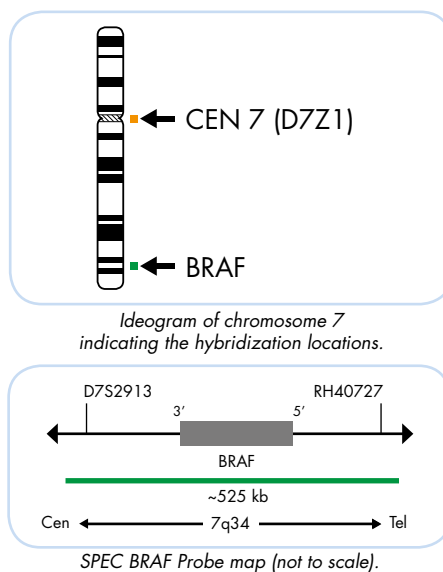 CEN 7 (D7Z1)
BRAF
Ideogram of chromosome 7
indicating the hybridization locations.
D7S2913 RH40727
3’ 5’
BRAF
~525 kb
Cen 7q34 Tel
SPEC BRAF Probe map (not to scale).